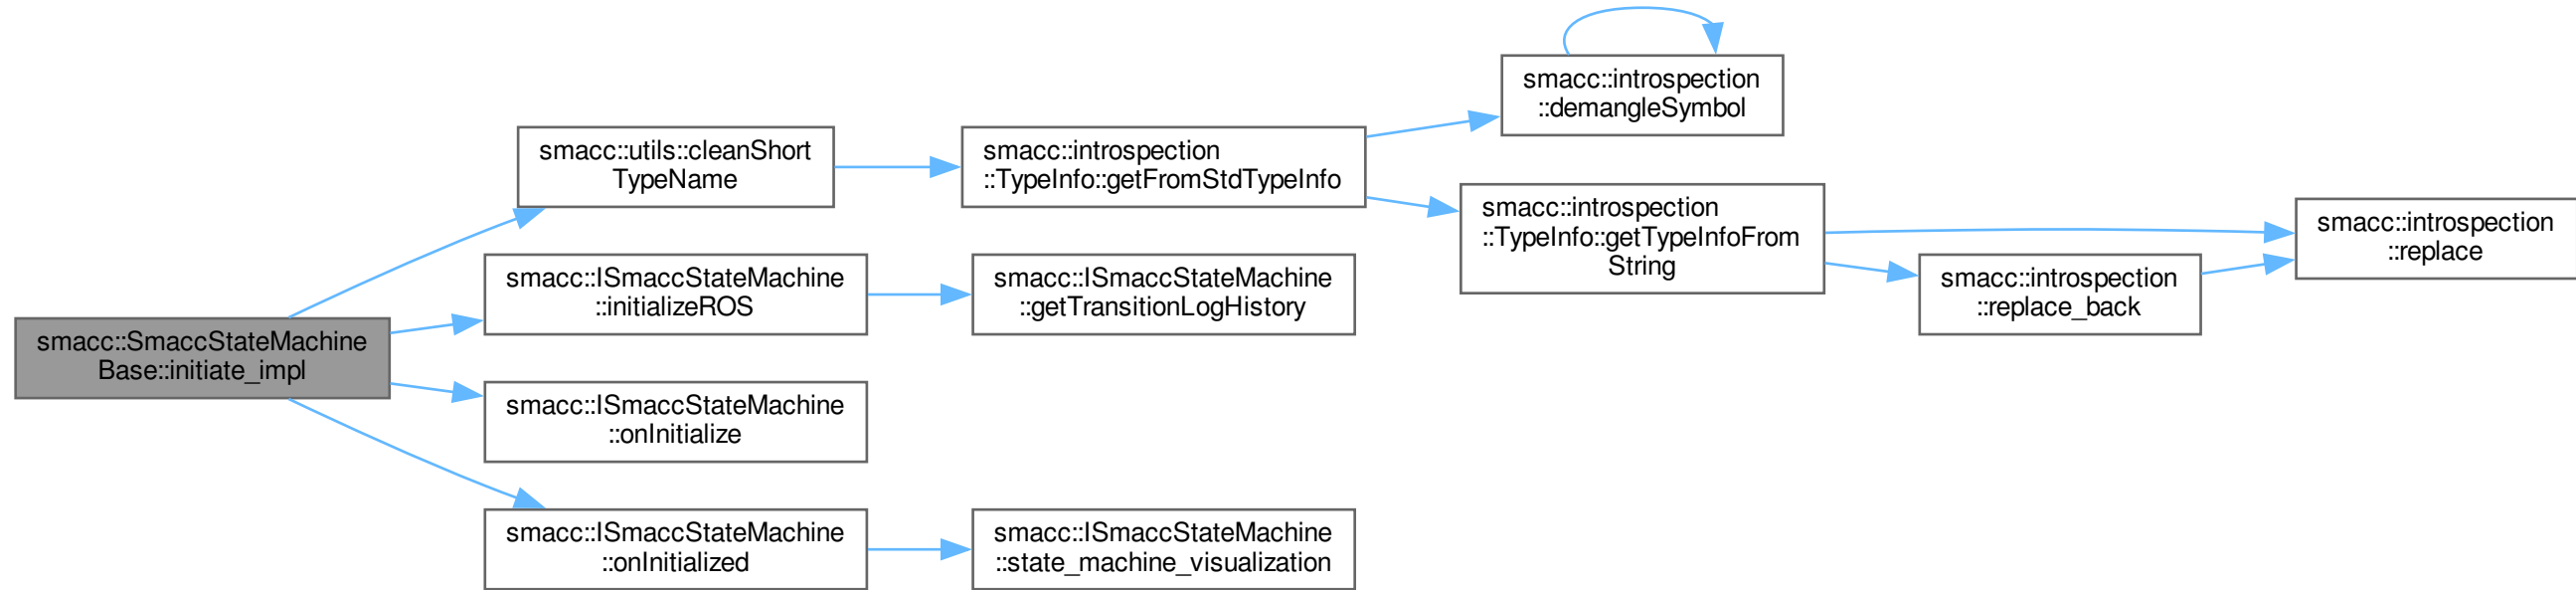 smacc::SmaccStateMachine
Base::initiate_impl
smacc::utils::cleanShort
TypeName
smacc::introspection
::TypeInfo::getFromStdTypeInfo
smacc::introspection
::demangleSymbol
smacc::introspection
::TypeInfo::getTypeInfoFrom
String
smacc::introspection
::replace
smacc::introspection
::replace_back
smacc::ISmaccStateMachine
::initializeROS
smacc::ISmaccStateMachine
::getTransitionLogHistory
smacc::ISmaccStateMachine
::onInitialize
smacc::ISmaccStateMachine
::onInitialized
smacc::ISmaccStateMachine
::state_machine_visualization